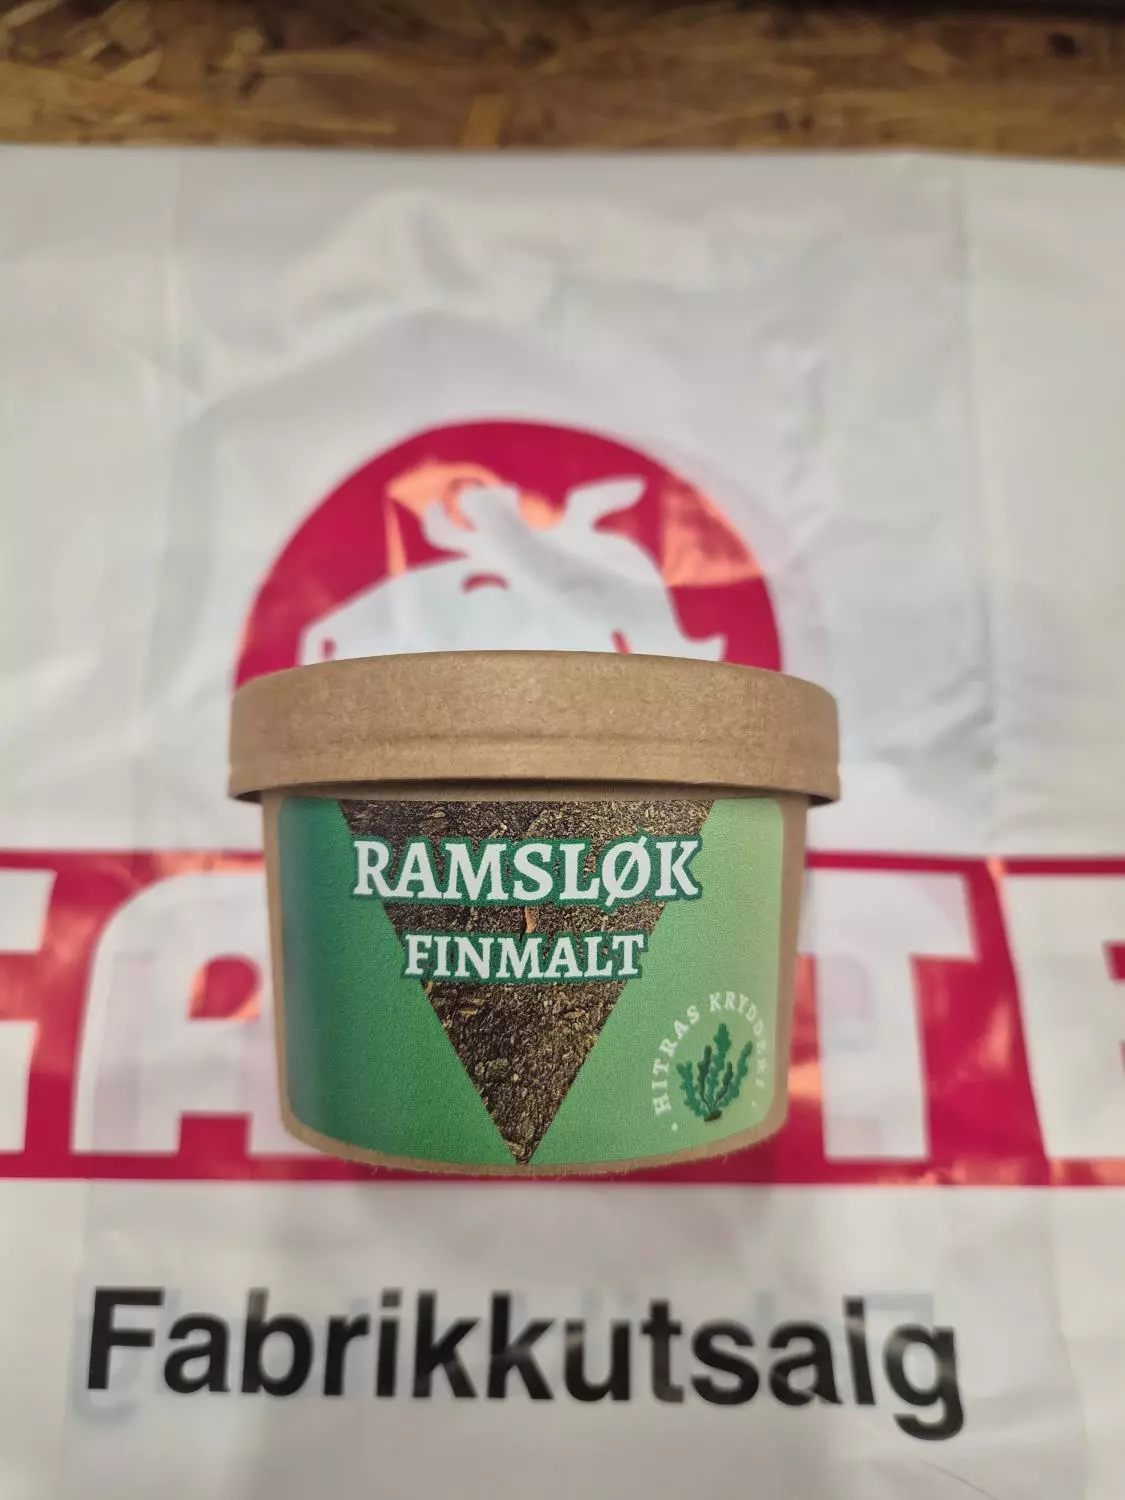 RAMSLØK
FINMALT
HITRAS KRYDDERI
Fabrikkutsalg